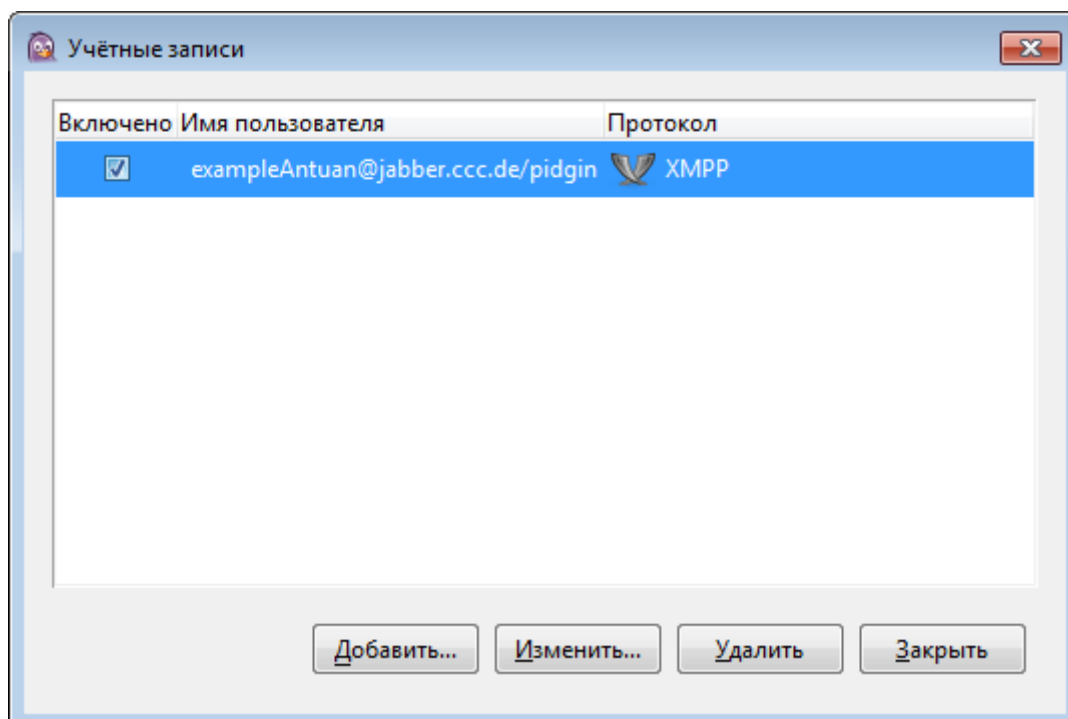 Учётные записи
Включено Имя пользователя Протокол
exampleAntuan@jabber.ccc.de/pidgin XMPP
Добавить... Изменить... Удалить Закрыть